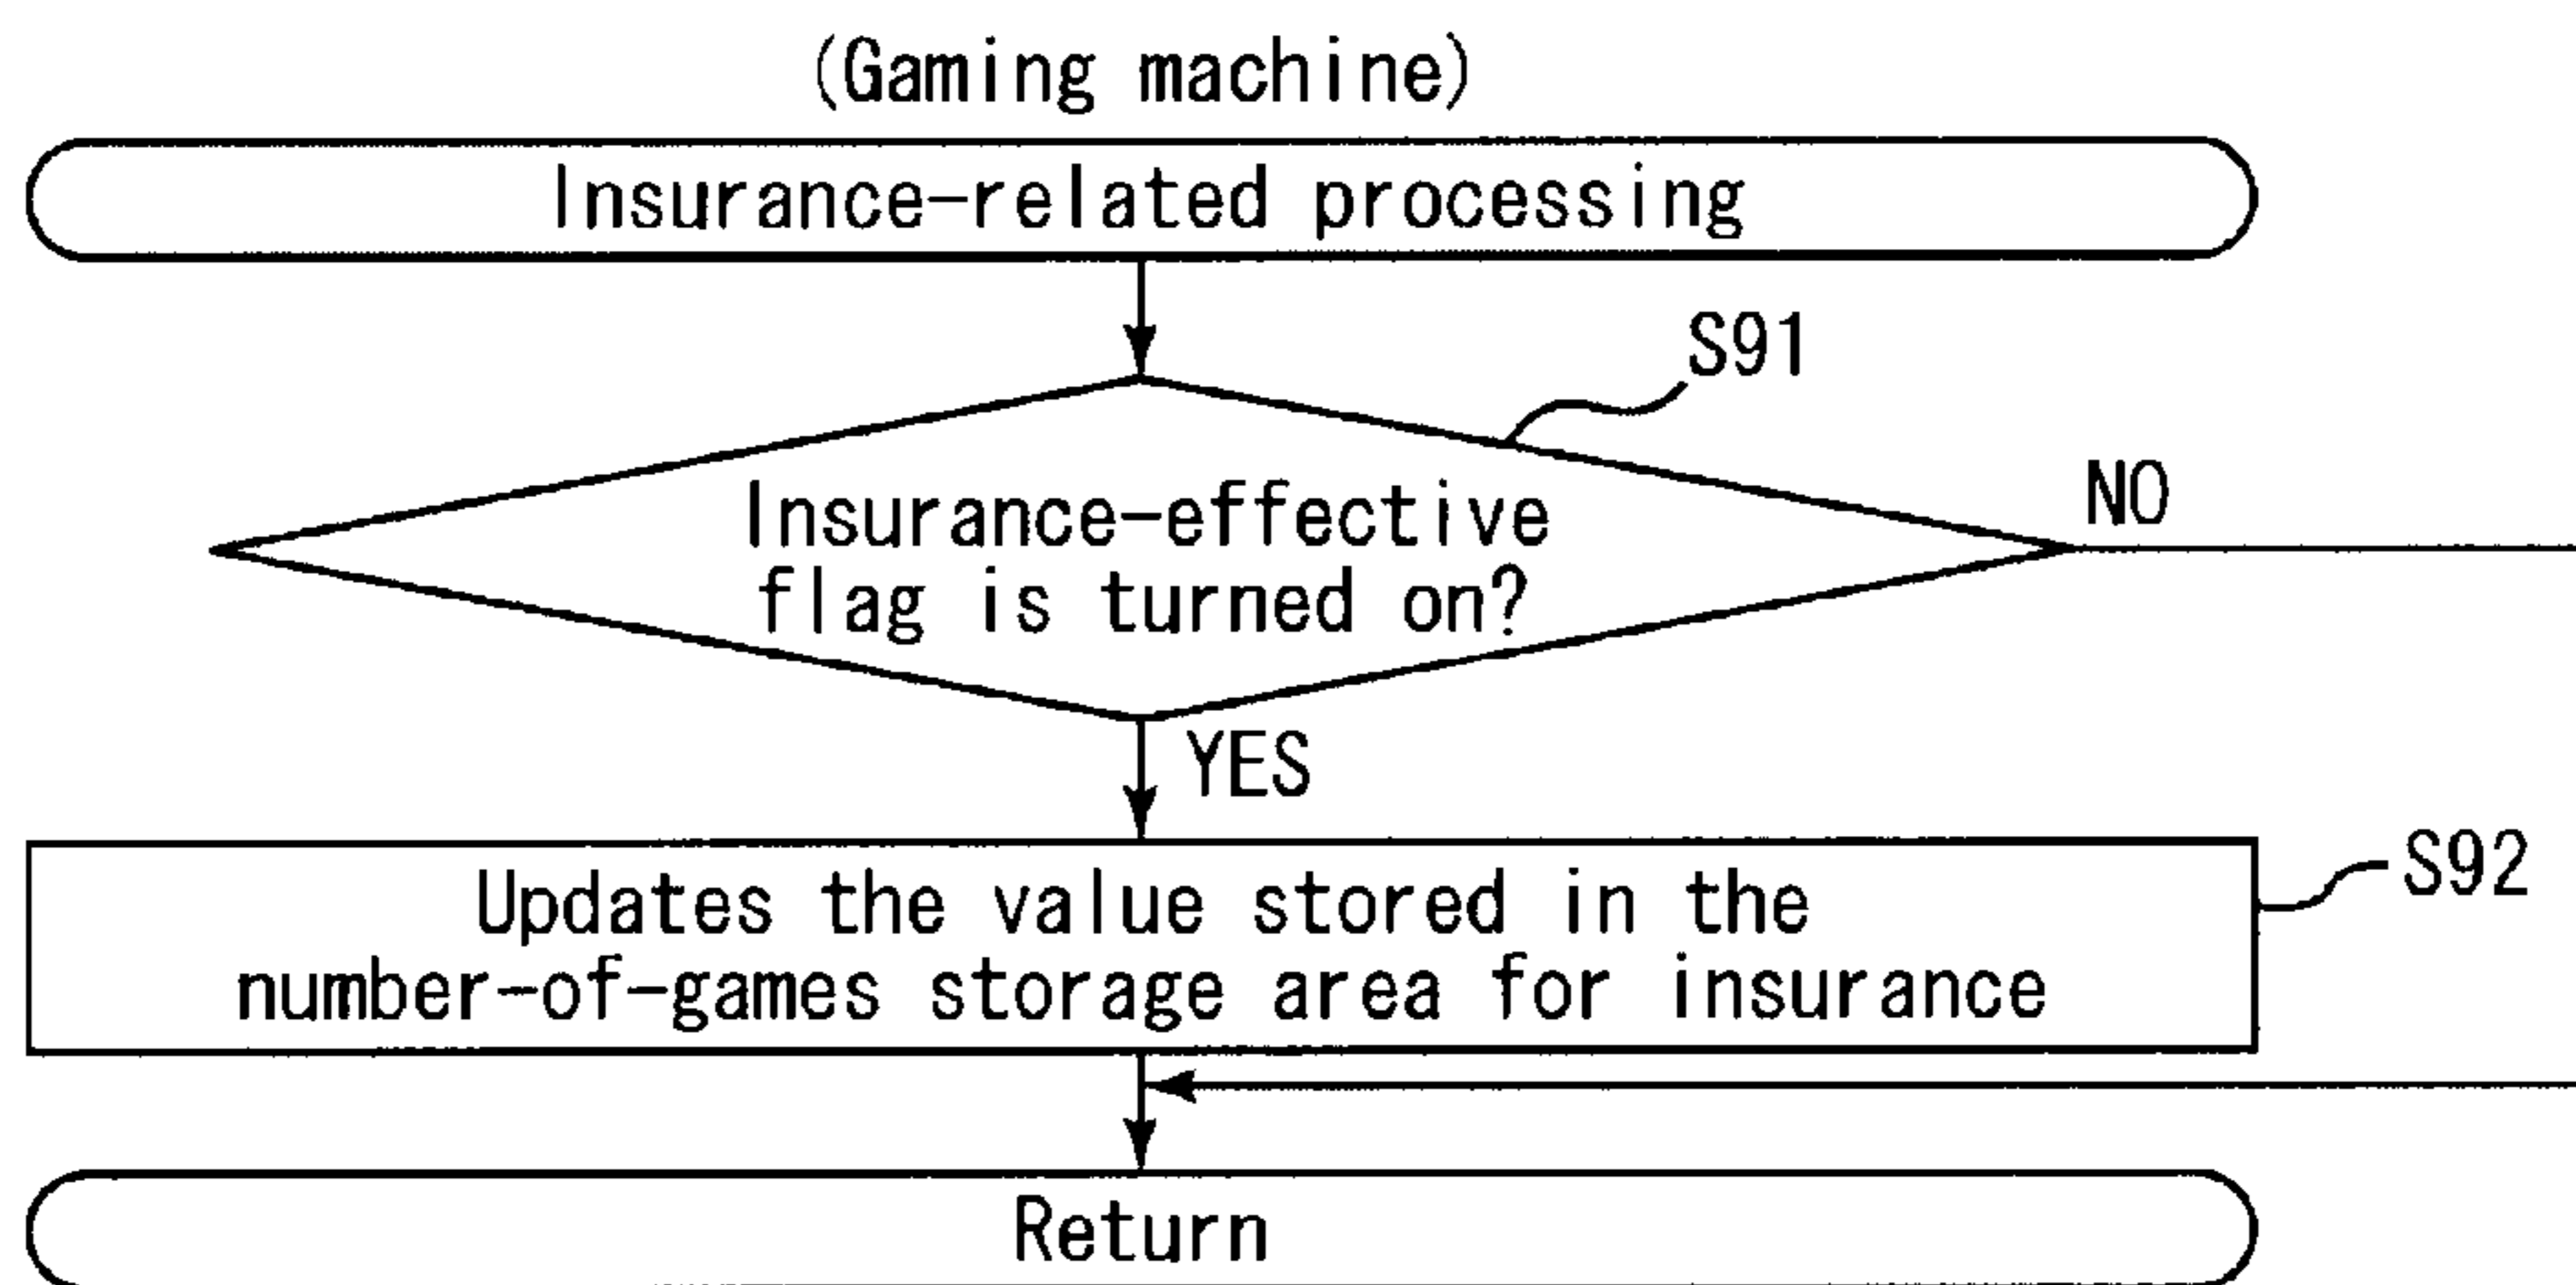 (Gaming machine)
Insurance-related processing
S91
NO
Insurance-effective
flag is turned on?
YES
S92
Updates the value stored in the
number-of-games storage area for insurance
Return